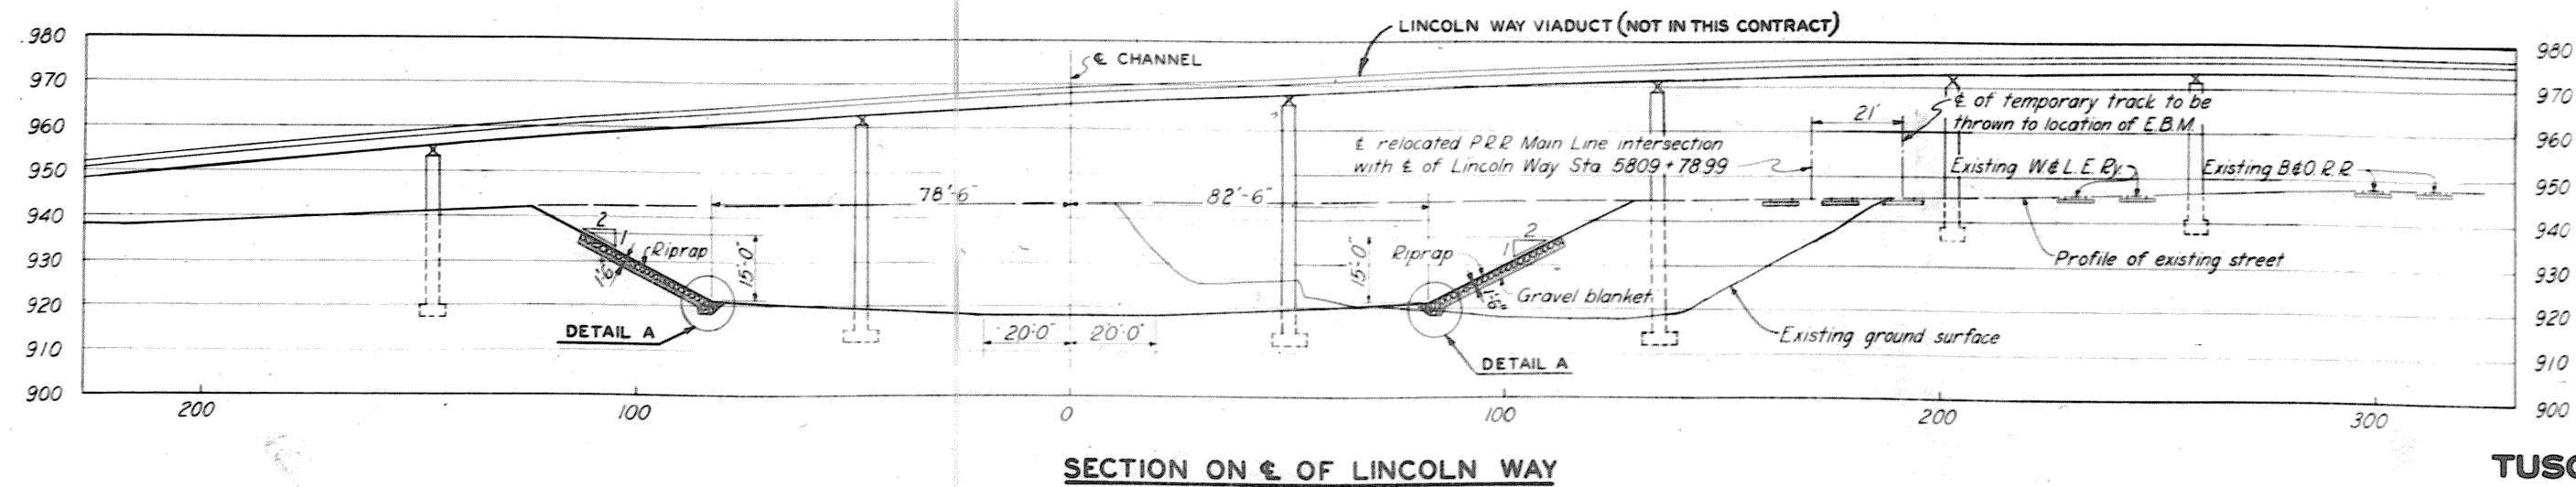 LINCOLN WAY VIADUCT (NOT IN THIS CONTRACT)
℄ CHANNEL
980
970
960
950
940
930
920
910
900
980
970
960
950
940
930
920
910
900
℄ of temporary track to be
thrown to location of E.B.M.
21'
℄ relocated P.R.R. Main Line intersection
with ℄ of Lincoln Way Sta. 5809+78.99
Existing W.& L.E. Ry.
Existing B.&O. R.R.
78'-6"
82'-6"
2
1
Riprap
1'-6"
15'-0"
DETAIL A
20'-0"
20'-0"
15'-0"
Riprap
2
1
1'-6"
Gravel blanket
DETAIL A
Profile of existing street
Existing ground surface
200
100
0
100
200
300
SECTION ON ℄ OF LINCOLN WAY
TUSC